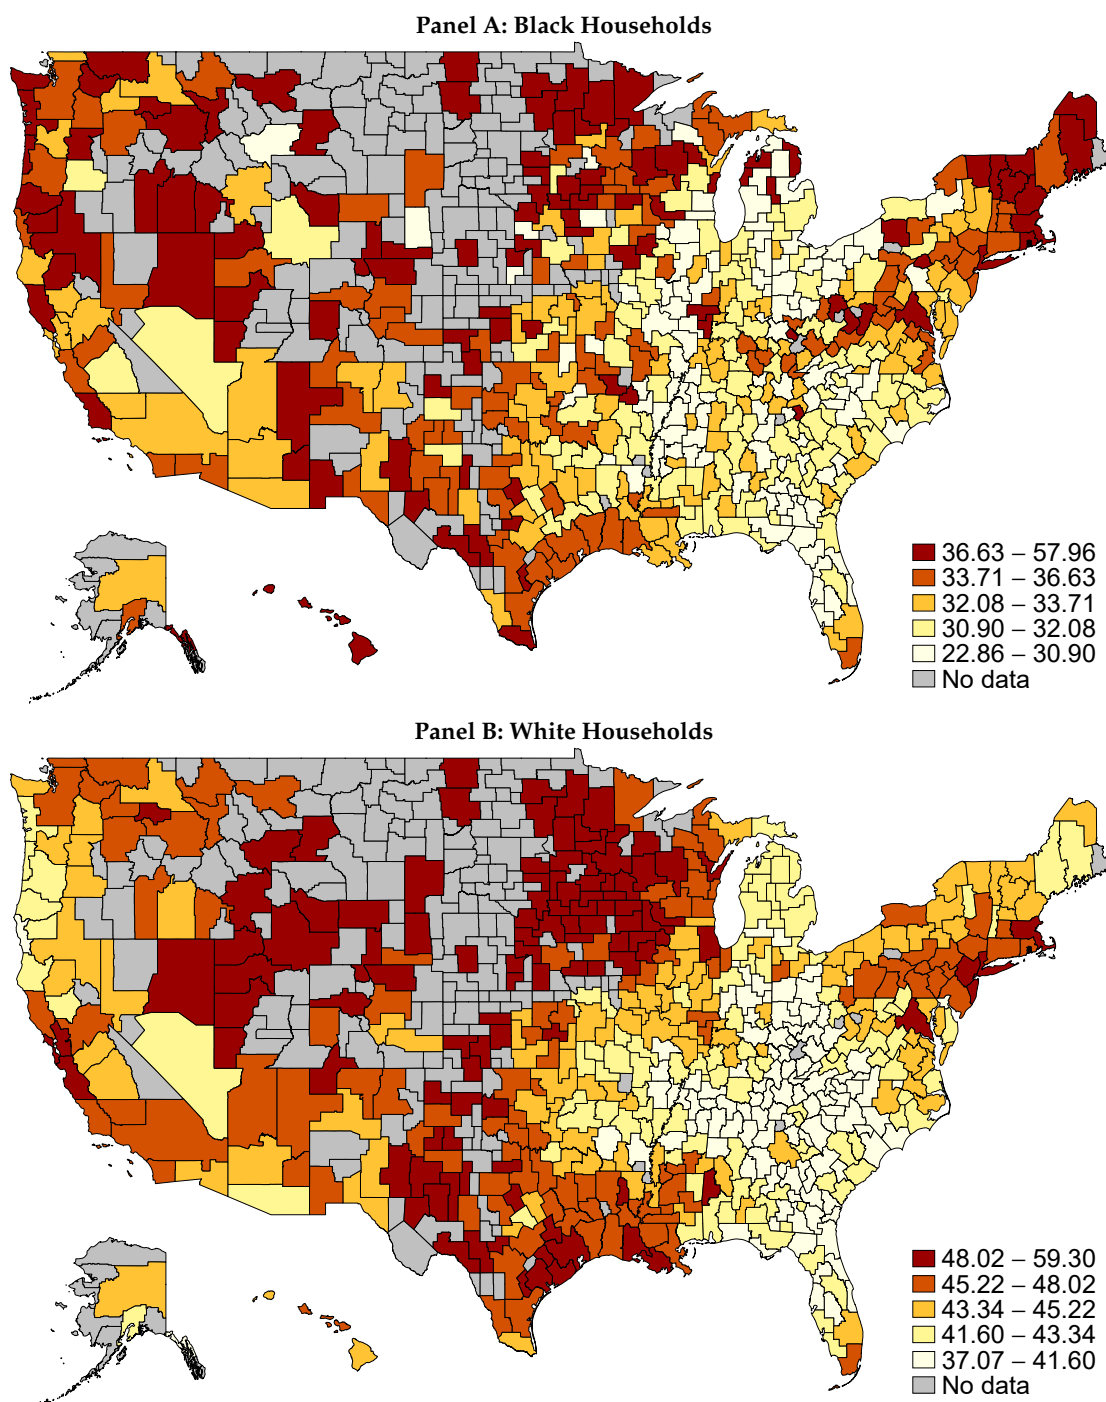 Panel A: Black Households
36.63 – 57.96
33.71 – 36.63
32.08 – 33.71
30.90 – 32.08
22.86 – 30.90
No data
Panel B: White Households
48.02 – 59.30
45.22 – 48.02
43.34 – 45.22
41.60 – 43.34
37.07 – 41.60
No data